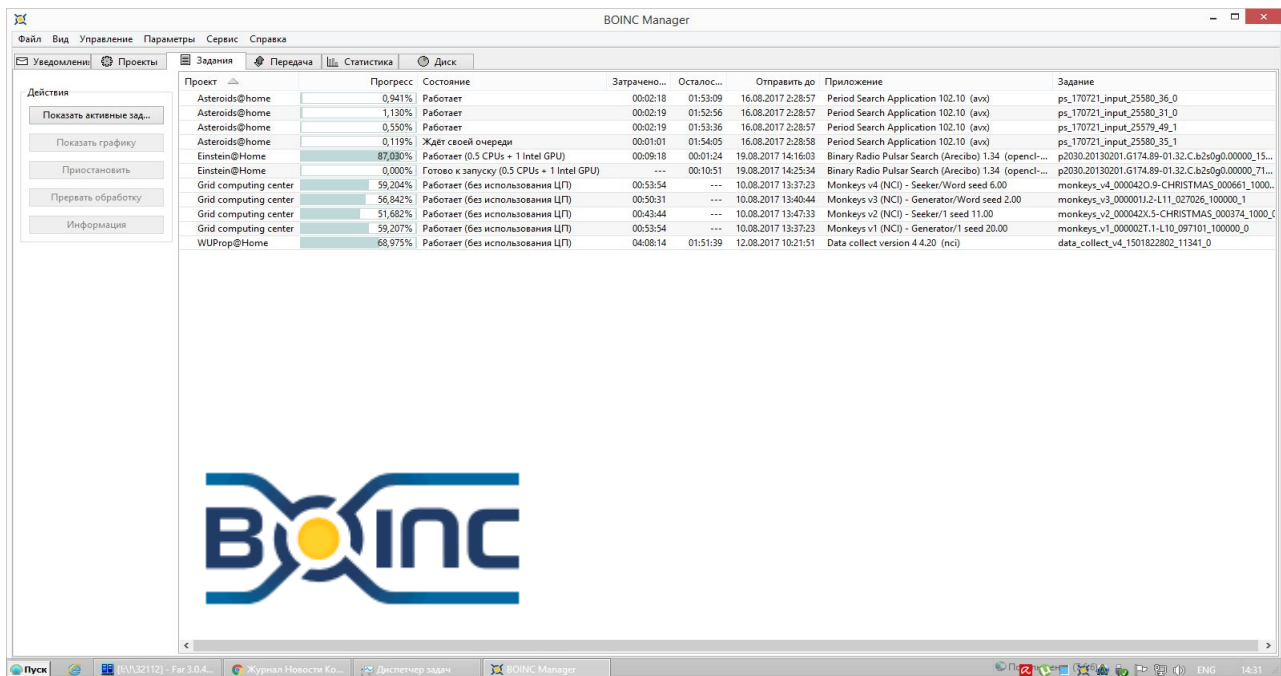 BOINC Manager
Файл Вид Управление Параметры Сервис Справка
Уведомлени Проекты Задания Передача Статистика Диск
Действия
Показать активные зад...
Показать графику
Приостановить
Прервать обработку
Информация
Проект Прогресс Состояние Затрачено... Осталос... Отправить до Приложение Задание
Asteroids@home 0,941% Работает 00:02:18 01:53:09 16.08.2017 2:28:57 Period Search Application 102.10 (avx) ps_170721_input_25580_36_0
Asteroids@home 1,130% Работает 00:02:19 01:52:56 16.08.2017 2:28:57 Period Search Application 102.10 (avx) ps_170721_input_25580_31_0
Asteroids@home 0,550% Работает 00:02:19 01:53:36 16.08.2017 2:28:57 Period Search Application 102.10 (avx) ps_170721_input_25579_49_1
Asteroids@home 0,119% Ждёт своей очереди 00:01:01 01:54:05 16.08.2017 2:28:58 Period Search Application 102.10 (avx) ps_170721_input_25580_35_1
Einstein@Home 87,030% Работает (0.5 CPUs + 1 Intel GPU) 00:09:18 00:01:24 19.08.2017 14:16:03 Binary Radio Pulsar Search (Arecibo) 1.34 (opencl-... p2030.20130201.G174.89-01.32.C.b2s0g0.00000_15...
Einstein@Home 0,000% Готово к запуску (0.5 CPUs + 1 Intel GPU) --- 00:10:51 19.08.2017 14:25:34 Binary Radio Pulsar Search (Arecibo) 1.34 (opencl-... p2030.20130201.G174.89-01.32.C.b2s0g0.00000_71...
Grid computing center 59,204% Работает (без использования ЦП) 00:53:54 --- 10.08.2017 13:37:23 Monkeys v4 (NCI) - Seeker/Word seed 6.00 monkeys_v4_000042O.9-CHRISTMAS_000661_1000...
Grid computing center 56,842% Работает (без использования ЦП) 00:50:31 --- 10.08.2017 13:40:44 Monkeys v3 (NCI) - Generator/Word seed 2.00 monkeys_v3_000001J.2-L11_027026_100000_1
Grid computing center 51,682% Работает (без использования ЦП) 00:43:44 --- 10.08.2017 13:47:33 Monkeys v2 (NCI) - Seeker/1 seed 11.00 monkeys_v2_000042X.5-CHRISTMAS_000374_1000_0
Grid computing center 59,207% Работает (без использования ЦП) 00:53:54 --- 10.08.2017 13:37:23 Monkeys v1 (NCI) - Generator/1 seed 20.00 monkeys_v1_000002T.1-L10_097101_100000_0
WUProp@Home 68,975% Работает (без использования ЦП) 04:08:14 01:51:39 12.08.2017 10:21:51 Data collect version 4 4.20 (nci) data_collect_v4_1501822802_11341_0
BOINC
Пуск [E:\!\32112] - Far 3.0.4... Журнал Новости Ко... Диспетчер задач BOINC Manager ENG 14:31